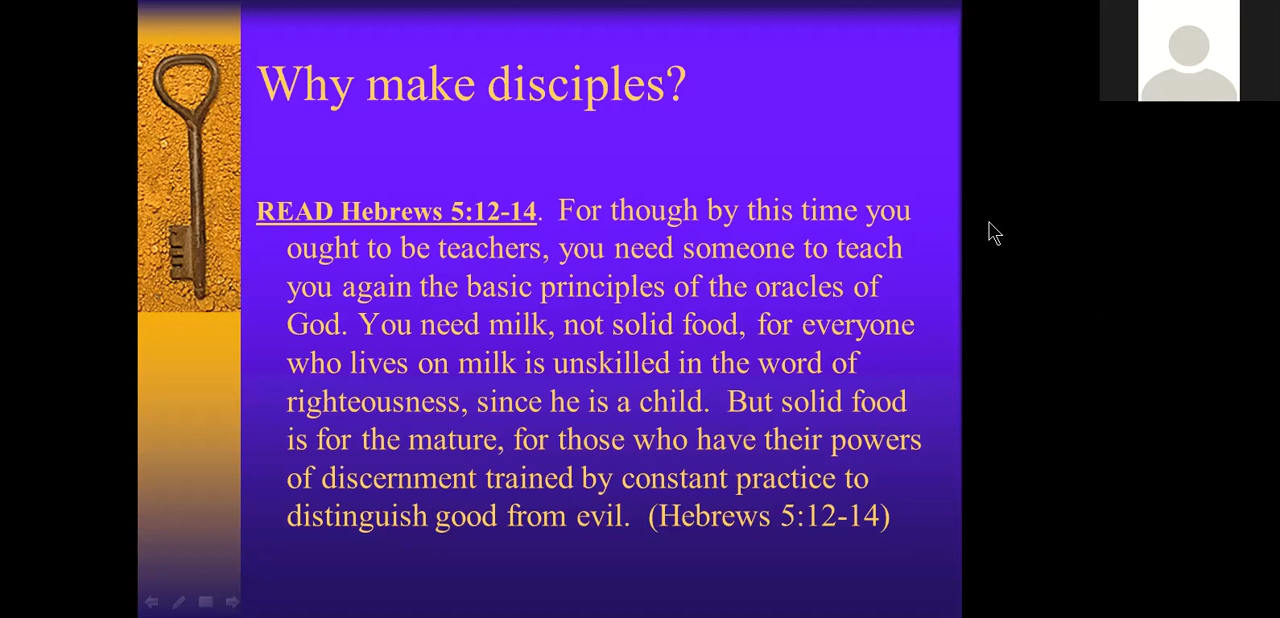 Why make disciples?
READ Hebrews 5:12-14.  For though by this time you
ought to be teachers, you need someone to teach
you again the basic principles of the oracles of
God. You need milk, not solid food, for everyone
who lives on milk is unskilled in the word of
righteousness, since he is a child.  But solid food
is for the mature, for those who have their powers
of discernment trained by constant practice to
distinguish good from evil.  (Hebrews 5:12-14)